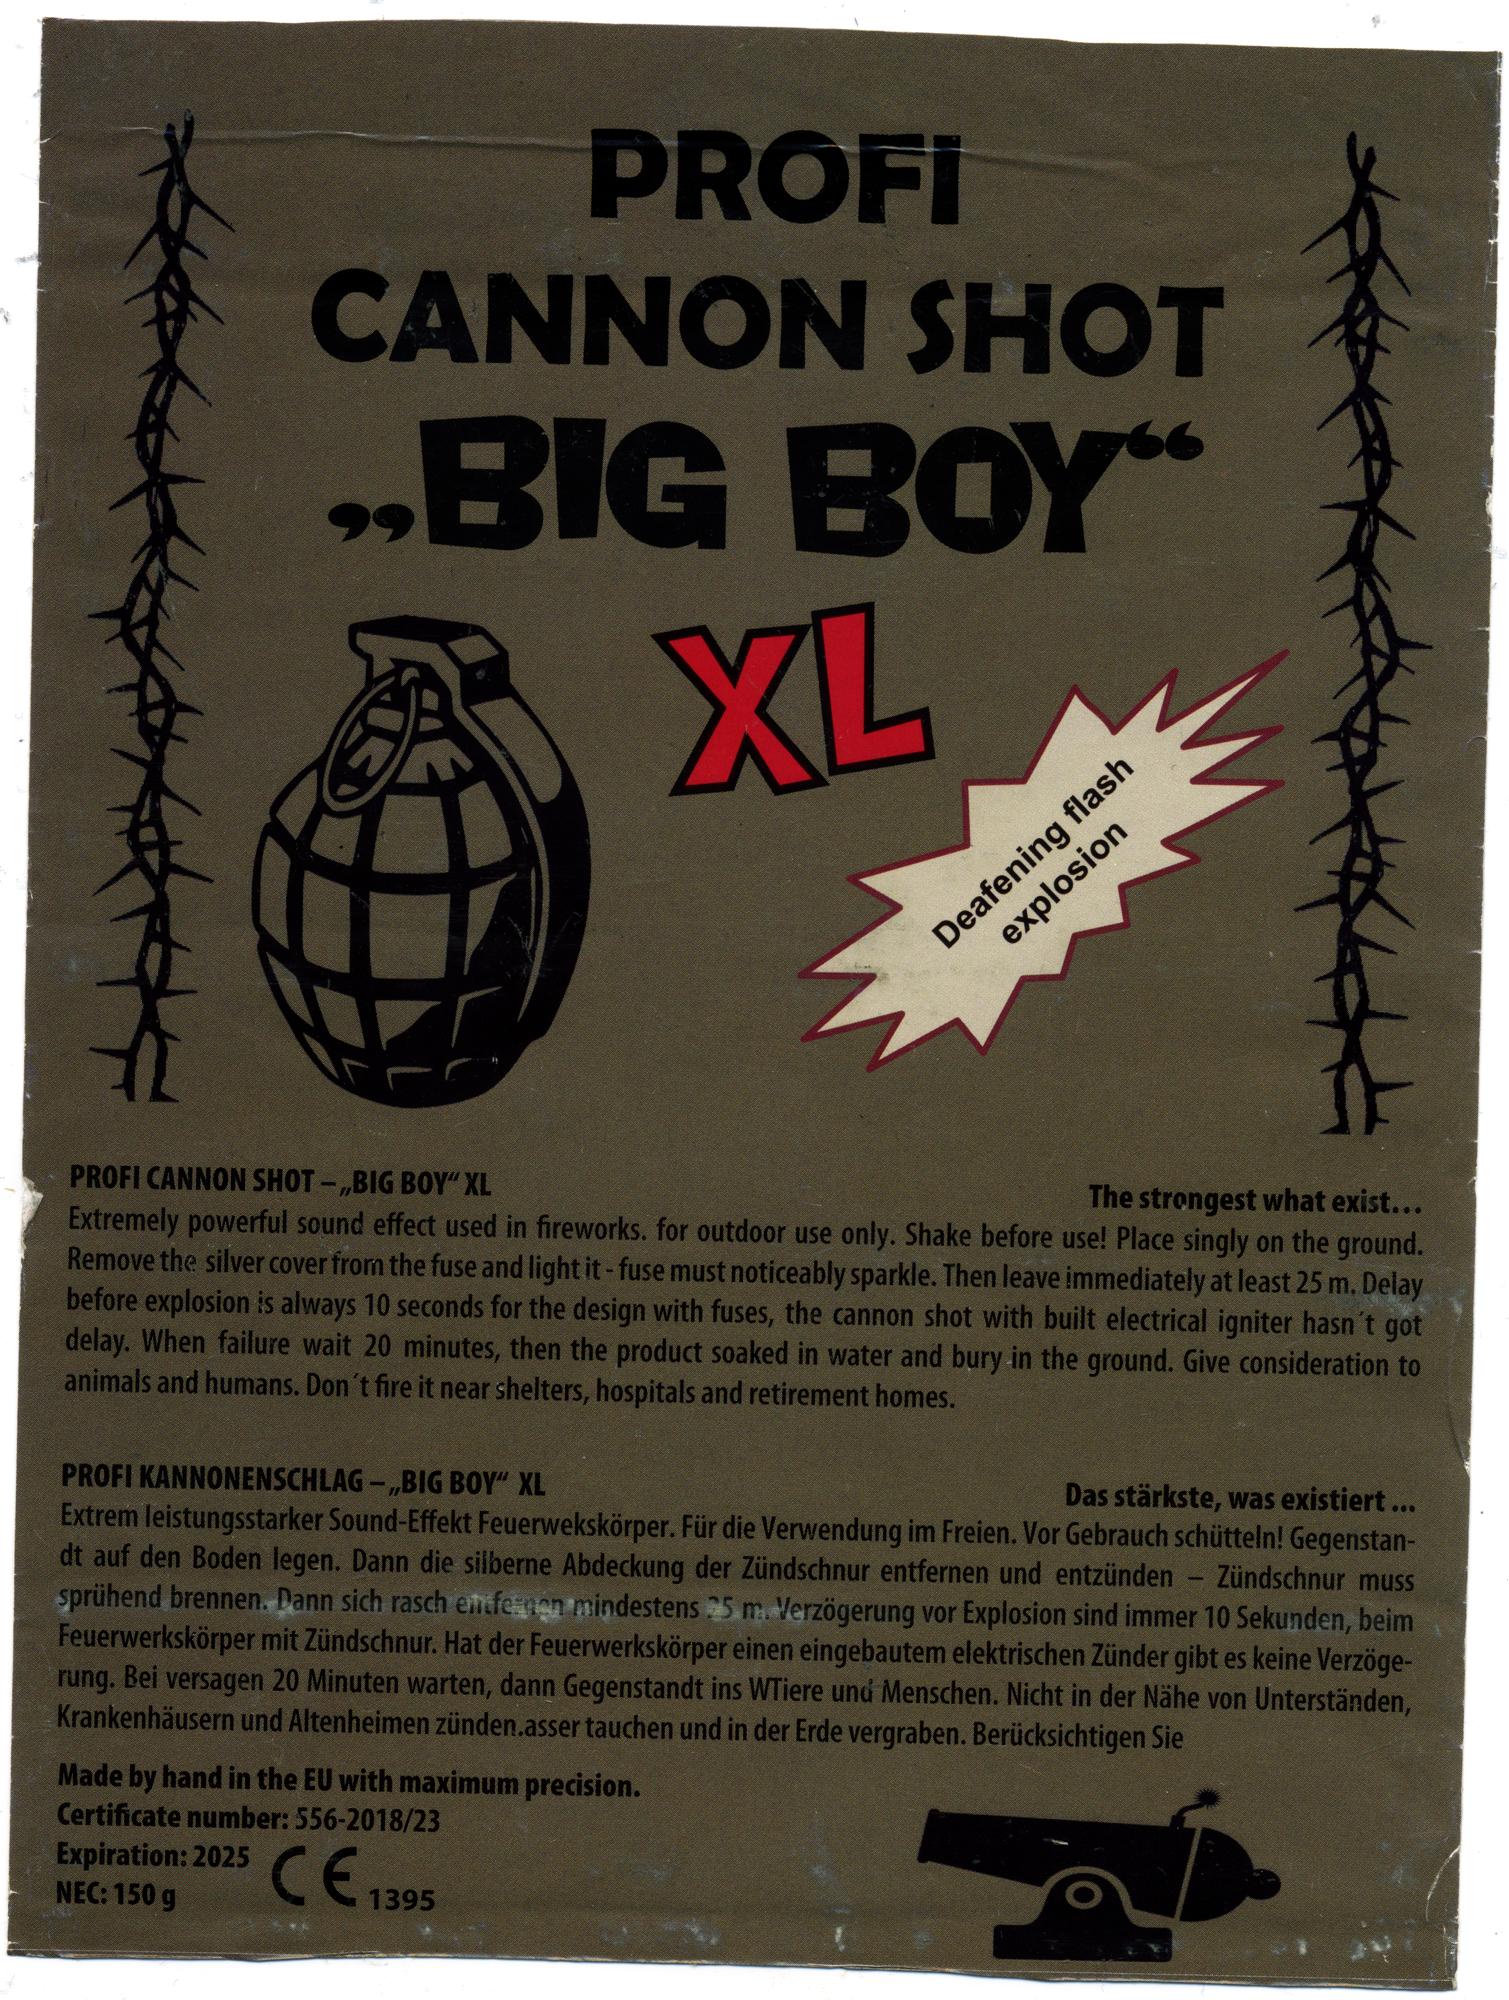 PROFI
CANNON SHOT
„BIG BOY“
XL
Deafening flash
explosion
PROFI CANNON SHOT – „BIG BOY“ XL
The strongest what exist...
Extremely powerful sound effect used in fireworks. for outdoor use only. Shake before use! Place singly on the ground.
Remove the silver cover from the fuse and light it - fuse must noticeably sparkle. Then leave immediately at least 25 m. Delay
before explosion is always 10 seconds for the design with fuses, the cannon shot with built electrical igniter hasn´t got
delay. When failure wait 20 minutes, then the product soaked in water and bury in the ground. Give consideration to
animals and humans. Don´t fire it near shelters, hospitals and retirement homes.
PROFI KANNONENSCHLAG – „BIG BOY“ XL
Das stärkste, was existiert ...
Extrem leistungsstarker Sound-Effekt Feuerwekskörper. Für die Verwendung im Freien. Vor Gebrauch schütteln! Gegenstan-
dt auf den Boden legen. Dann die silberne Abdeckung der Zündschnur entfernen und entzünden – Zündschnur muss
sprühend brennen. Dann sich rasch entfernen mindestens 25 m. Verzögerung vor Explosion sind immer 10 Sekunden, beim
Feuerwerkskörper mit Zündschnur. Hat der Feuerwerkskörper einen eingebautem elektrischen Zünder gibt es keine Verzöge-
rung. Bei versagen 20 Minuten warten, dann Gegenstandt ins WTiere und Menschen. Nicht in der Nähe von Unterständen,
Krankenhäusern und Altenheimen zünden.asser tauchen und in der Erde vergraben. Berücksichtigen Sie
Made by hand in the EU with maximum precision.
Certificate number: 556-2018/23
Expiration: 2025
NEC: 150 g
CE 1395